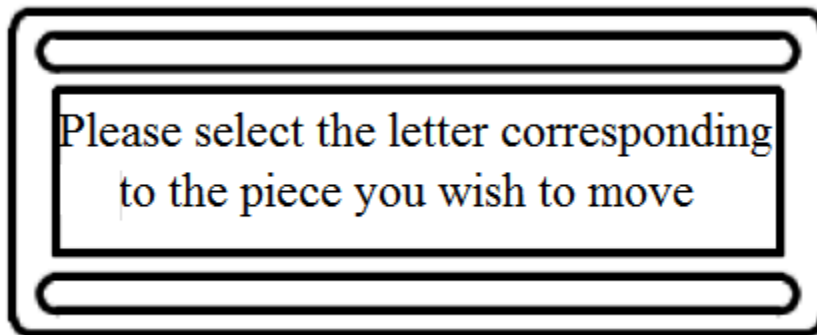 Please select the letter corresponding
to the piece you wish to move